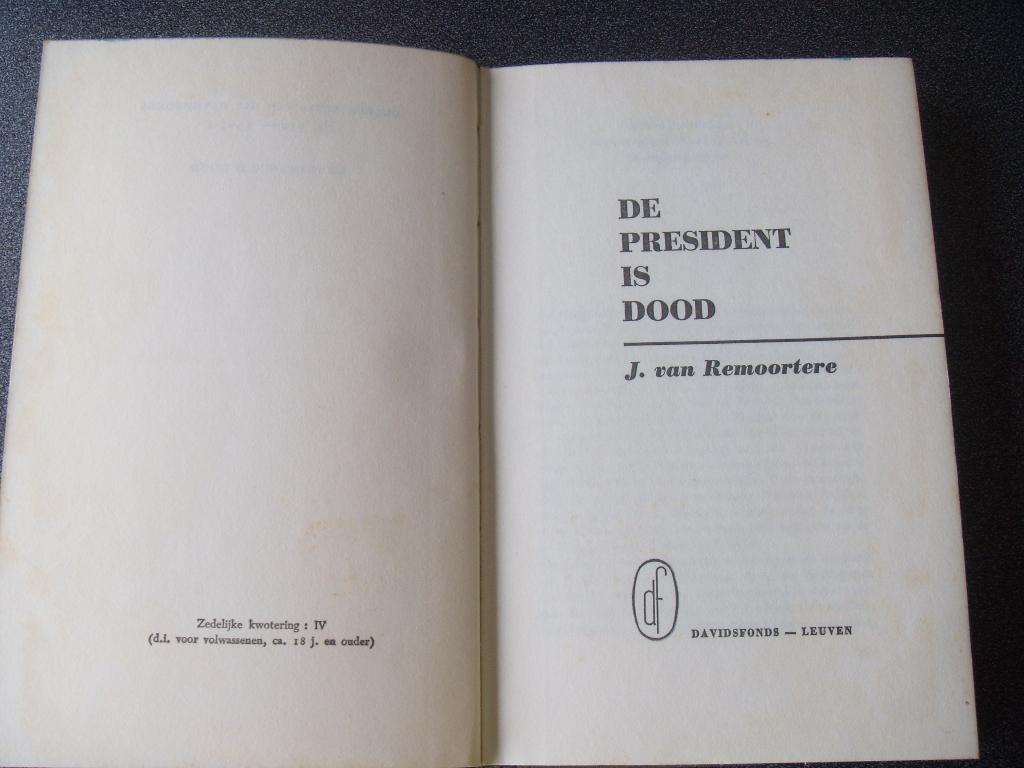 Zedelijke kwotering : IV
(d.i. voor volwassenen, ca. 18 j. en ouder)
DE
PRESIDENT
IS
DOOD
J. van Remoortere
df
DAVIDSFONDS — LEUVEN